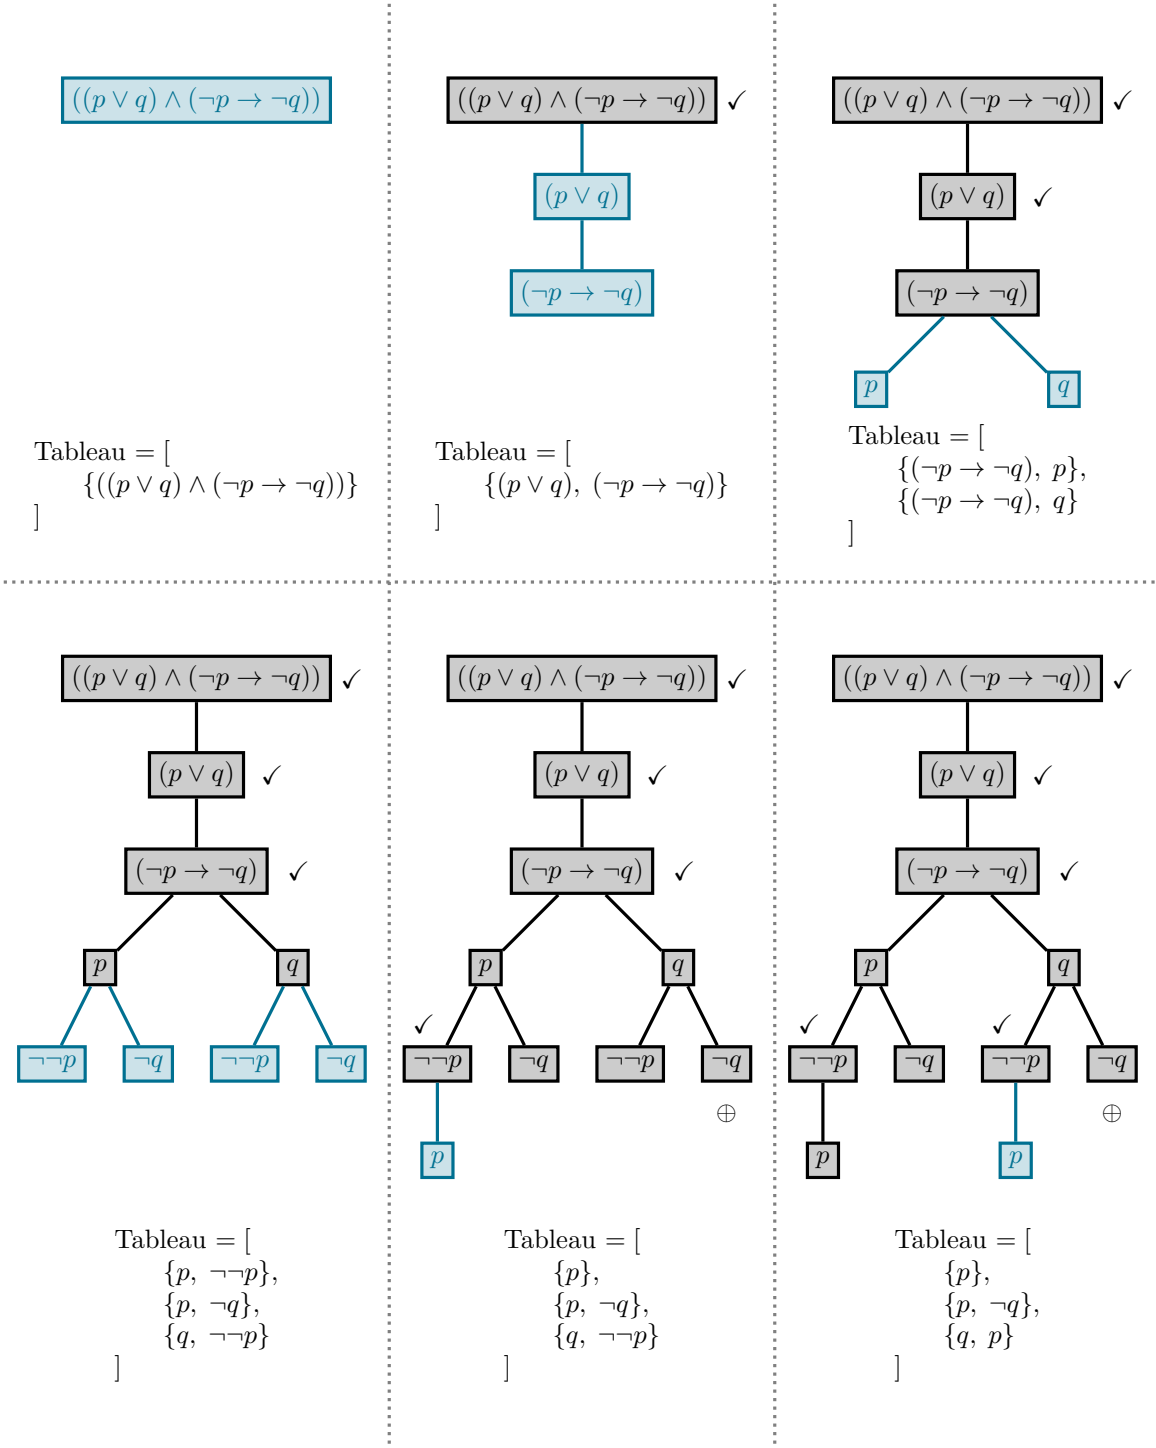 ((p ∨ q) ∧ (¬p → ¬q))
Tableau = [
{((p ∨ q) ∧ (¬p → ¬q))}
]
((p ∨ q) ∧ (¬p → ¬q)) ✓
(p ∨ q)
(¬p → ¬q)
Tableau = [
{(p ∨ q), (¬p → ¬q)}
]
((p ∨ q) ∧ (¬p → ¬q)) ✓
(p ∨ q) ✓
(¬p → ¬q)
p q
Tableau = [
{(¬p → ¬q), p},
{(¬p → ¬q), q}
]
((p ∨ q) ∧ (¬p → ¬q)) ✓
(p ∨ q) ✓
(¬p → ¬q) ✓
p q
¬¬p ¬q ¬¬p ¬q
Tableau = [
{p, ¬¬p},
{p, ¬q},
{q, ¬¬p}
]
((p ∨ q) ∧ (¬p → ¬q)) ✓
(p ∨ q) ✓
(¬p → ¬q) ✓
p q
✓
¬¬p ¬q ¬¬p ¬q
⊕
p
Tableau = [
{p},
{p, ¬q},
{q, ¬¬p}
]
((p ∨ q) ∧ (¬p → ¬q)) ✓
(p ∨ q) ✓
(¬p → ¬q) ✓
p q
✓ ✓
¬¬p ¬q ¬¬p ¬q
⊕
p p
Tableau = [
{p},
{p, ¬q},
{q, p}
]